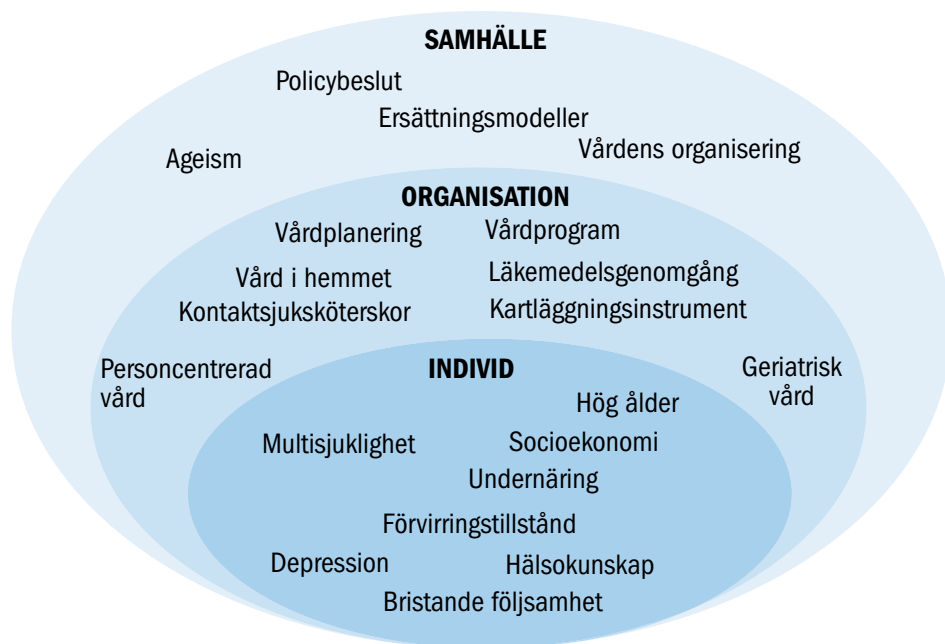 SAMHÄLLE
Policybeslut
Ersättningsmodeller
Vårdens organisering
Ageism
ORGANISATION
Vårdplanering
Vårdprogram
Vård i hemmet
Läkemedelsgenomgång
Kontaktsjuksköterskor
Kartläggningsinstrument
Personcentrerad
vård
Geriatrisk
vård
INDIVID
Hög ålder
Multisjuklighet
Socioekonomi
Undernäring
Förvirringstillstånd
Depression
Hälsokunskap
Bristande följsamhet